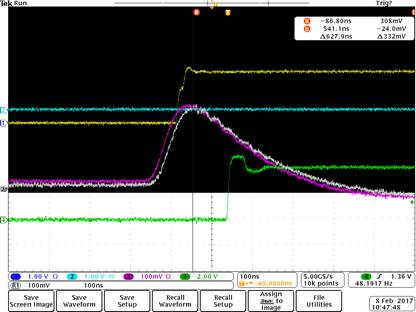 Tek Run Trig?
a -86.80ns 308mV
b 541.1ns -24.0mV
Δ627.9ns Δ332mV
1 1.00 V Ω 2 1.00 V Ω 3 100mV Ω 4 2.00 V
R1 100mV 100ns
100ns
-40.0000ns
5.00GS/s
10k points
4 1.36 V
48.1917 Hz
Save Screen Image
Save Waveform
Save Setup
Recall Waveform
Recall Setup
Assign Save to Image
File Utilities
8 Feb 2017
10:47:48